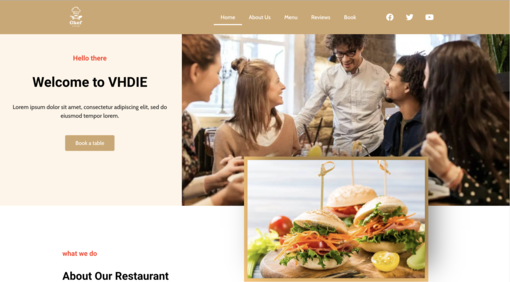 Home About Us Menu Reviews Book
Hello there
Welcome to VHDIE
Lorem ipsum dolor sit amet, consectetur adipiscing elit, sed do
eiusmod tempor lorem.
Book a table
what we do
About Our Restaurant